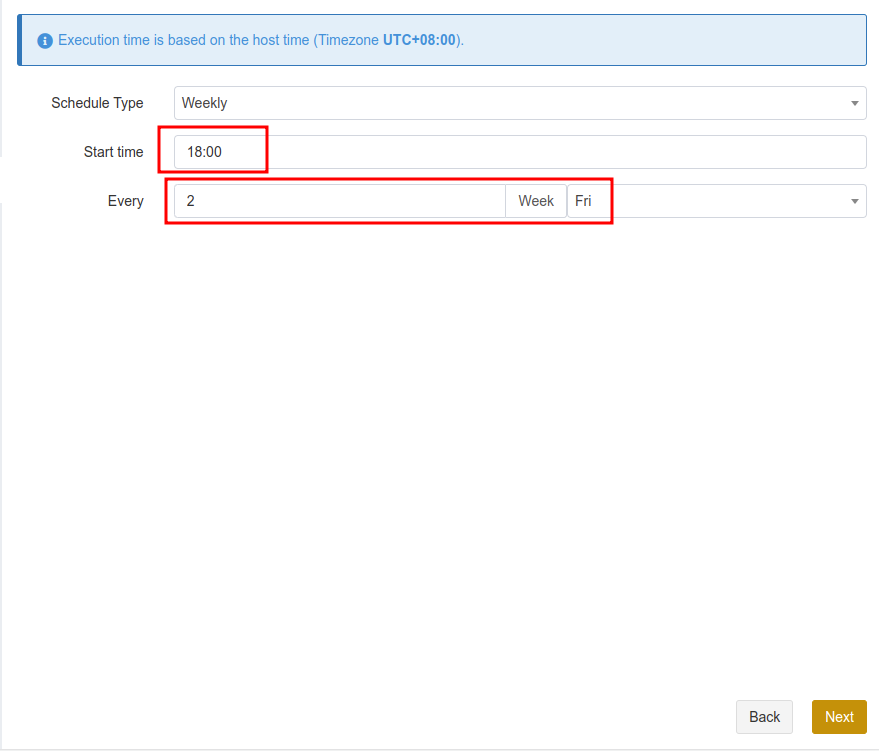 Execution time is based on the host time (Timezone UTC+08:00).
Schedule Type Weekly
Start time 18:00
Every 2 Week Fri
Back Next